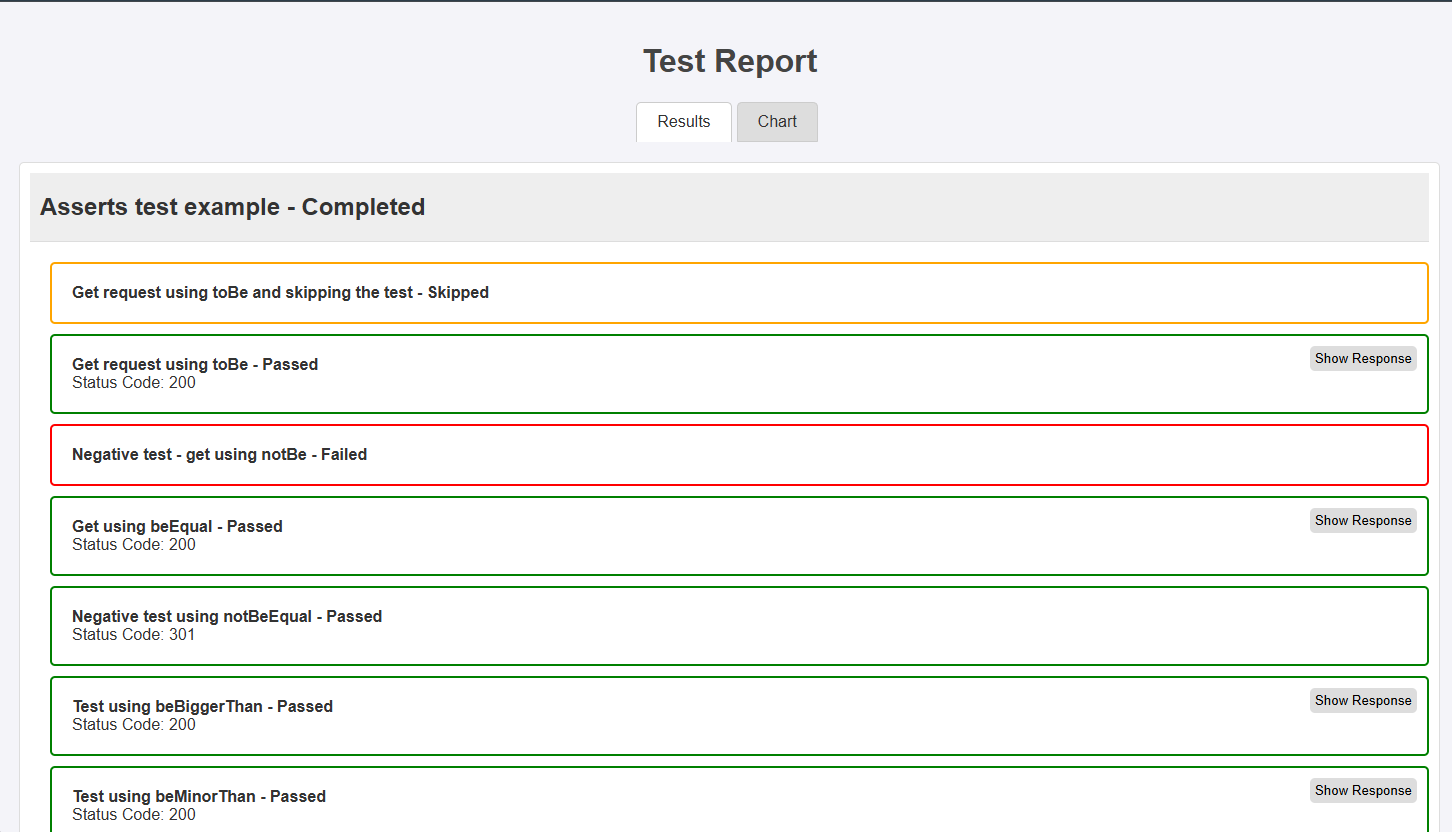 Test Report
Results
Chart
Asserts test example - Completed
Get request using toBe and skipping the test - Skipped
Get request using toBe - Passed
Show Response
Status Code: 200
Negative test - get using notBe - Failed
Get using beEqual - Passed
Show Response
Status Code: 200
Negative test using notBeEqual - Passed
Status Code: 301
Test using beBiggerThan - Passed
Show Response
Status Code: 200
Test using beMinorThan - Passed
Show Response
Status Code: 200